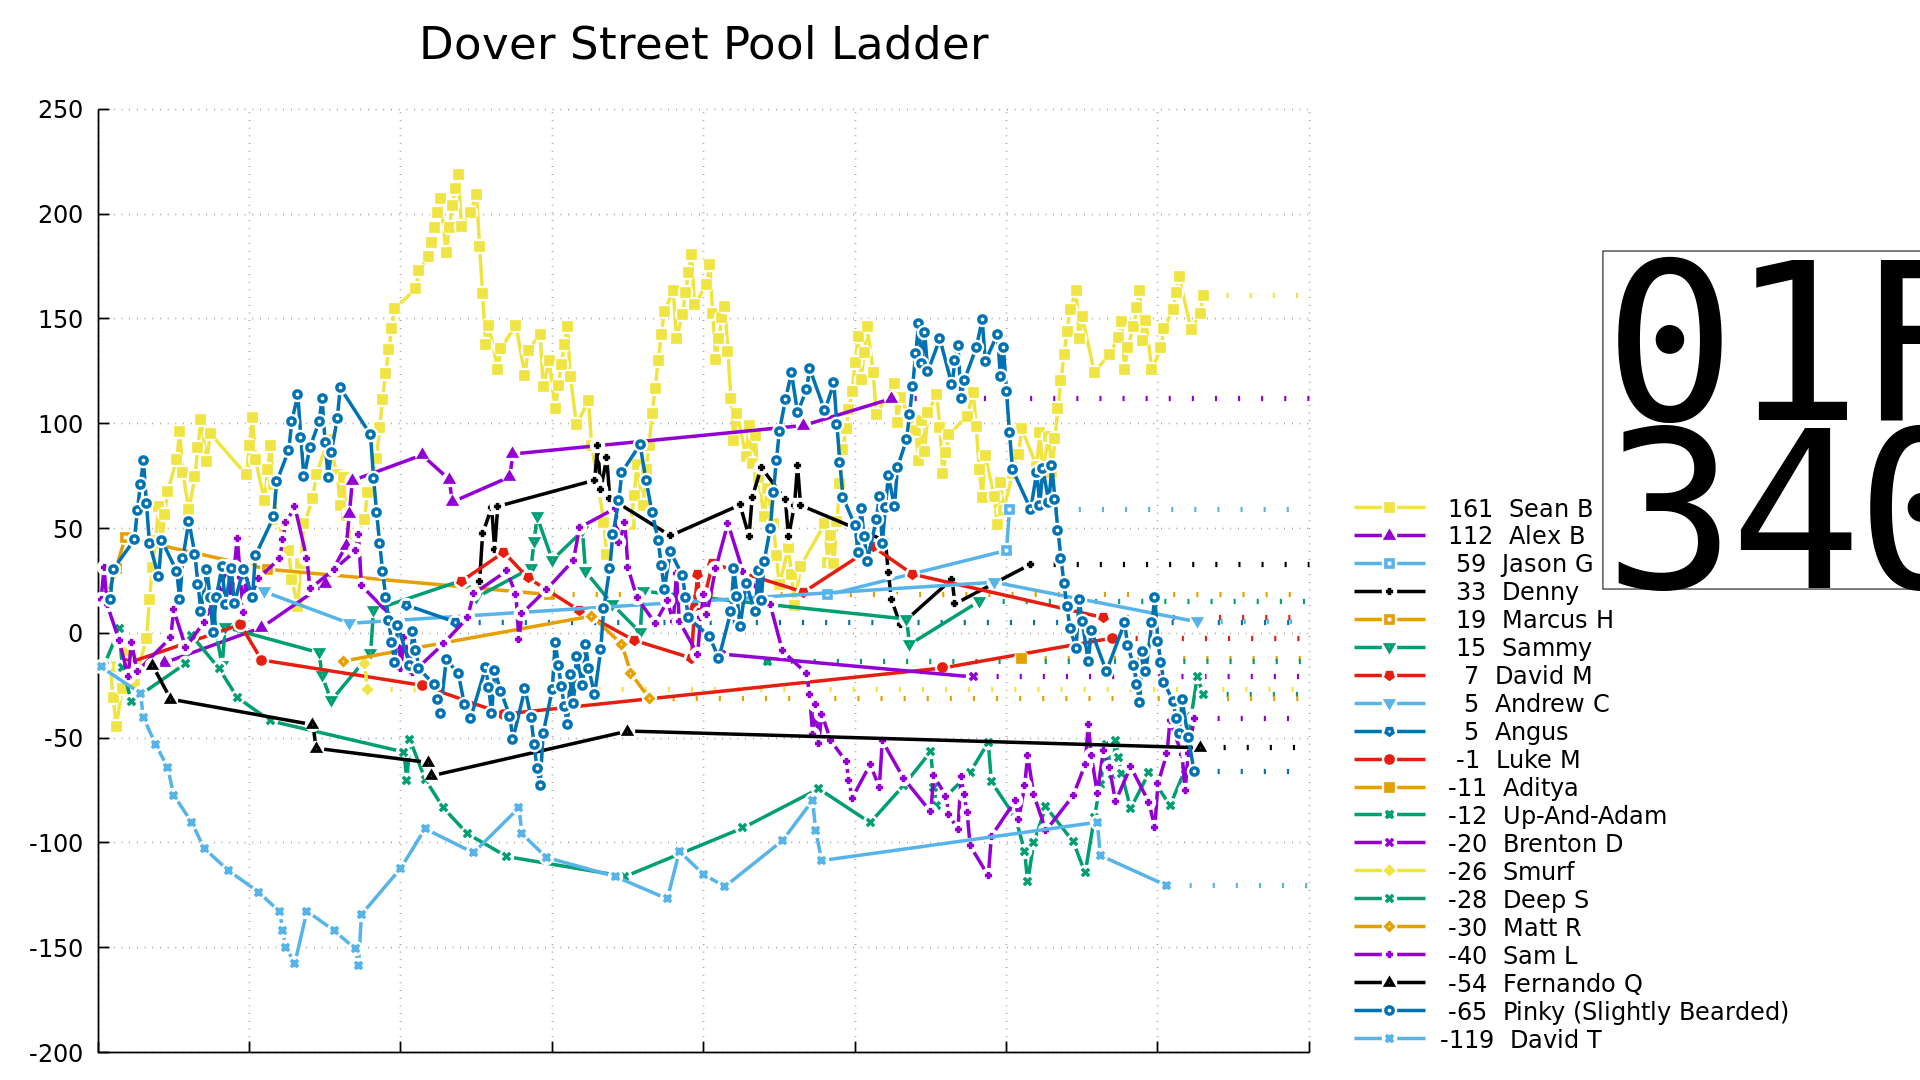 Dover Street Pool Ladder
250
200
150
100
50
0
-50
-100
-150
-200
161 Sean B
112 Alex B
59 Jason G
33 Denny
19 Marcus H
15 Sammy
7 David M
5 Andrew C
5 Angus
-1 Luke M
-11 Aditya
-12 Up-And-Adam
-20 Brenton D
-26 Smurf
-28 Deep S
-30 Matt R
-40 Sam L
-54 Fernando Q
-65 Pinky (Slightly Bearded)
-119 David T
01
340